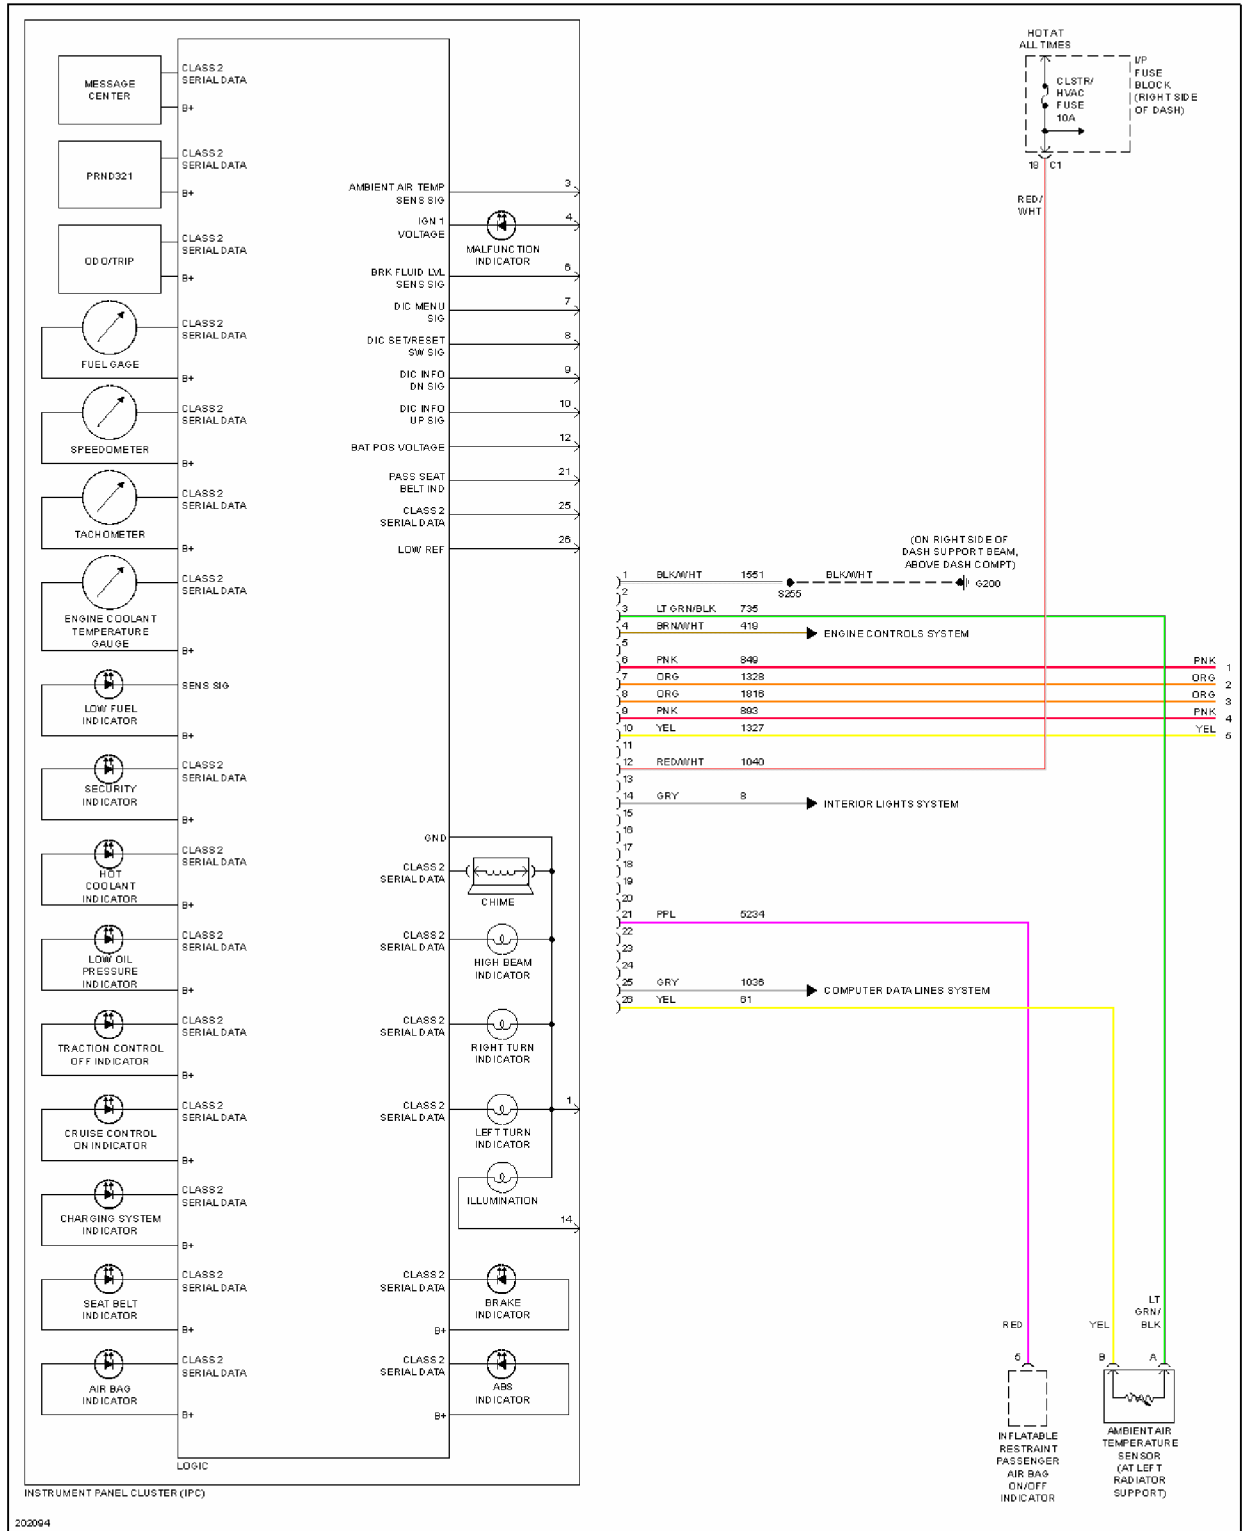 MESSAGE
CENTER
CLASS 2
SERIAL DATA
B+
PRND321
CLASS 2
SERIAL DATA
B+
ODO/TRIP
CLASS 2
SERIAL DATA
B+
CLASS 2
SERIAL DATA
FUEL GAGE
B+
CLASS 2
SERIAL DATA
SPEEDOMETER
B+
CLASS 2
SERIAL DATA
TACHOMETER
B+
CLASS 2
SERIAL DATA
ENGINE COOLANT
TEMPERATURE
GAUGE
B+
SENS SIG
LOW FUEL
INDICATOR
B+
CLASS 2
SERIAL DATA
SECURITY
INDICATOR
B+
CLASS 2
SERIAL DATA
HOT
COOLANT
INDICATOR
B+
CLASS 2
SERIAL DATA
LOW OIL
PRESSURE
INDICATOR
B+
CLASS 2
SERIAL DATA
TRACTION CONTROL
OFF INDICATOR
B+
CLASS 2
SERIAL DATA
CRUISE CONTROL
ON INDICATOR
B+
CLASS 2
SERIAL DATA
CHARGING SYSTEM
INDICATOR
B+
CLASS 2
SERIAL DATA
SEAT BELT
INDICATOR
B+
CLASS 2
SERIAL DATA
AIR BAG
INDICATOR
B+
AMBIENT AIR TEMP
SENS SIG
3
IGN 1
VOLTAGE
4
MALFUNCTION
INDICATOR
BRK FLUID LVL
SENS SIG
6
DIC MENU
SIG
7
DIC SET/RESET
SW SIG
8
DIC INFO
DN SIG
9
DIC INFO
UP SIG
10
BAT POS VOLTAGE
12
PASS SEAT
BELT IND
21
CLASS 2
SERIAL DATA
25
LOW REF
26
GND
CLASS 2
SERIAL DATA
CHIME
CLASS 2
SERIAL DATA
HIGH BEAM
INDICATOR
CLASS 2
SERIAL DATA
RIGHT TURN
INDICATOR
CLASS 2
SERIAL DATA
1
LEFT TURN
INDICATOR
ILLUMINATION
14
CLASS 2
SERIAL DATA
BRAKE
INDICATOR
B+
CLASS 2
SERIAL DATA
ABS
INDICATOR
B+
LOGIC
INSTRUMENT PANEL CLUSTER (IPC)
HOT AT
ALL TIMES
CLSTR/
HVAC
FUSE
10A
I/P
FUSE
BLOCK
(RIGHT SIDE
OF DASH)
18 C1
RED/
WHT
(ON RIGHT SIDE OF
DASH SUPPORT BEAM,
ABOVE DASH COMPT)
1 BLK/WHT 1551 S255 BLK/WHT G200
2
3 LT GRN/BLK 735
4 BRN/WHT 419 ENGINE CONTROLS SYSTEM
5
6 PNK 849 PNK 1
7 ORG 1328 ORG 2
8 ORG 1816 ORG 3
9 PNK 893 PNK 4
10 YEL 1327 YEL 5
11
12 RED/WHT 1040
13
14 GRY 8 INTERIOR LIGHTS SYSTEM
15
16
17
18
19
20
21 PPL 5234
22
23
24
25 GRY 1036 COMPUTER DATA LINES SYSTEM
26 YEL 61
RED
YEL
LT
GRN/
BLK
5
B
A
INFLATABLE
RESTRAINT
PASSENGER
AIR BAG
ON/OFF
INDICATOR
AMBIENT AIR
TEMPERATURE
SENSOR
(AT LEFT
RADIATOR
SUPPORT)
202094